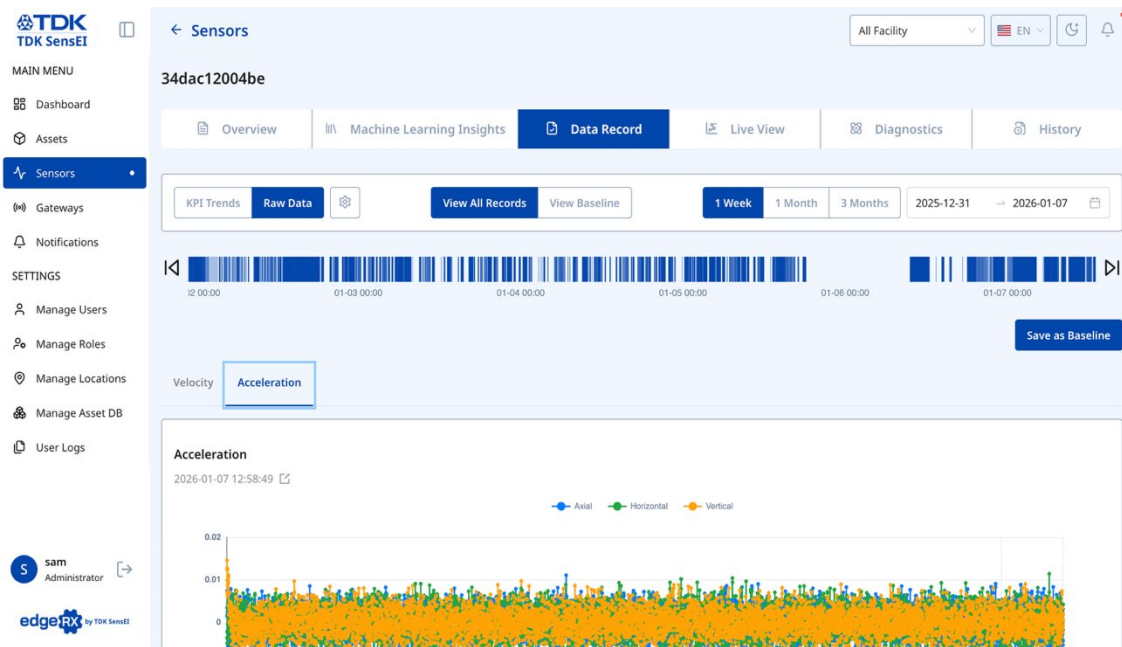 TDK
TDK SensEI
MAIN MENU
Dashboard
Assets
Sensors
Gateways
Notifications
SETTINGS
Manage Users
Manage Roles
Manage Locations
Manage Asset DB
User Logs
S
sam
Administrator
edgeRX by TDK SensEI
← Sensors
All Facility
EN
34dac12004be
Overview
Machine Learning Insights
Data Record
Live View
Diagnostics
History
KPI Trends
Raw Data
View All Records
View Baseline
1 Week
1 Month
3 Months
2025-12-31 → 2026-01-07
2 00:00 01-03 00:00 01-04 00:00 01-05 00:00 01-06 00:00 01-07 00:00
Save as Baseline
Velocity
Acceleration
Acceleration
2026-01-07 12:58:49
Axial Horizontal Vertical
0.02
0.01
0